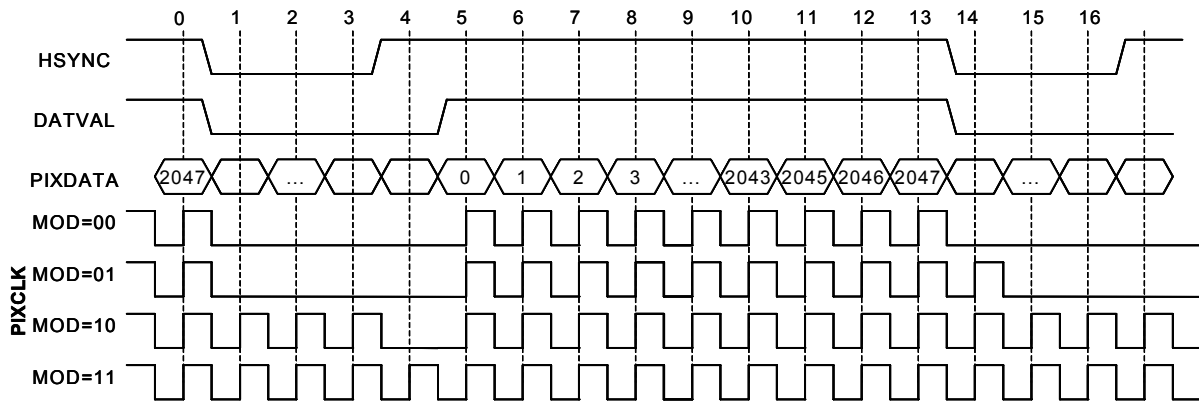 0 1 2 3 4 5 6 7 8 9 10 11 12 13 14 15 16
HSYNC
DATVAL
PIXDATA 2047 ... 0 1 2 3 ... 2043 2045 2046 2047 ...
MOD=00
MOD=01
MOD=10
MOD=11
PIXCLK